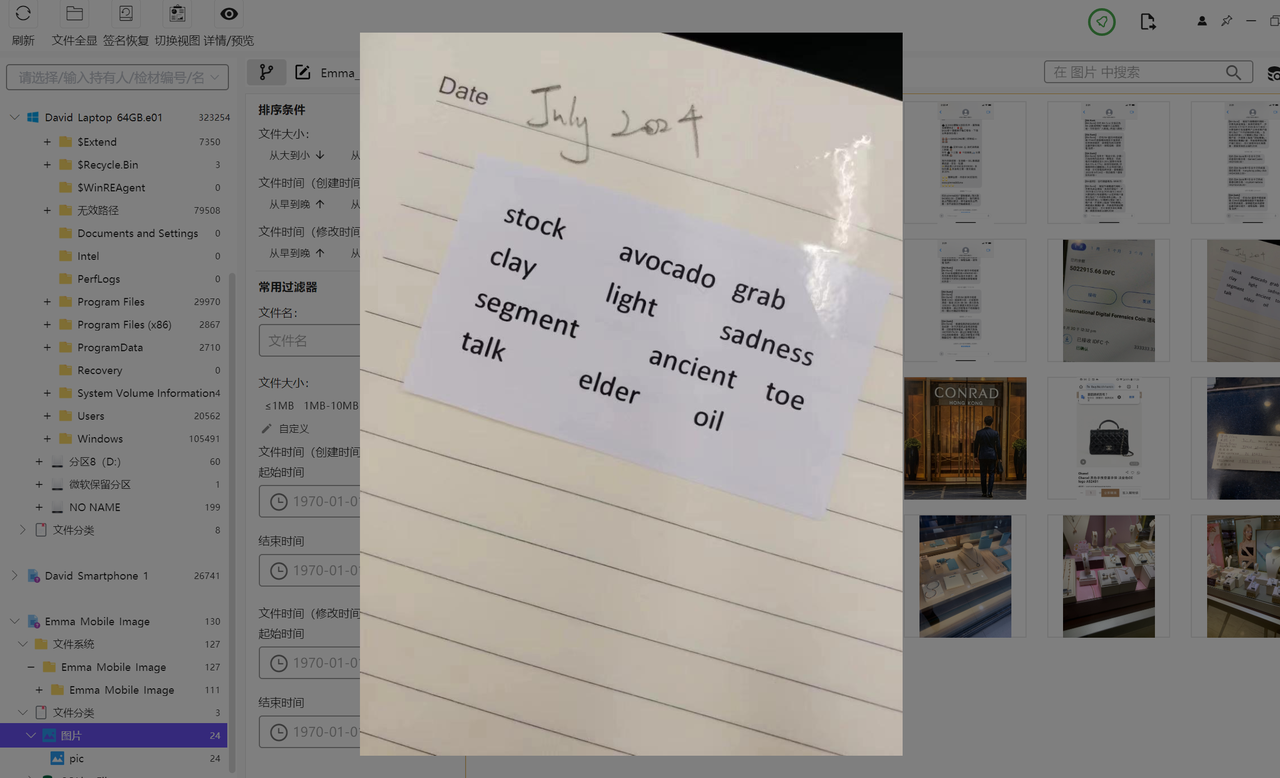 刷新 文件全显 签名恢复 切换视图 详情/预览
请选择/输入持有人/检材编号/名
Emma_
在 图片 中搜索
David Laptop 64GB.e01 323254
$Extend 7350
$Recycle.Bin 3
$WinREAgent 0
无效路径 79508
Documents and Settings 0
Intel 0
PerfLogs 0
Program Files 29970
Program Files (x86) 2867
ProgramData 2710
Recovery 0
System Volume Information 4
Users 20562
Windows 105491
分区8 (D:) 60
微软保留分区 1
NO NAME 199
文件分类 8
David Smartphone 1 26741
Emma Mobile Image 130
文件系统 127
Emma Mobile Image 127
Emma Mobile Image 111
文件分类 3
图片 24
pic 24
排序条件
文件大小：
从大到小 ↓ 从
文件时间（创建时间
从早到晚 ↑ 从
文件时间（修改时间
从早到晚 ↑ 从
常用过滤器
文件名：
文件名
文件大小：
≤1MB 1MB-10MB
自定义
文件时间（创建时间
起始时间
1970-01-0
结束时间
1970-01-0
文件时间（修改时间
起始时间
1970-01-0
结束时间
1970-01-0
Date July 2024
stock avocado grab
clay light sadness
segment ancient toe
talk elder oil
5022915.66 IDFC
International Digital Forensics Coin
CONRAD